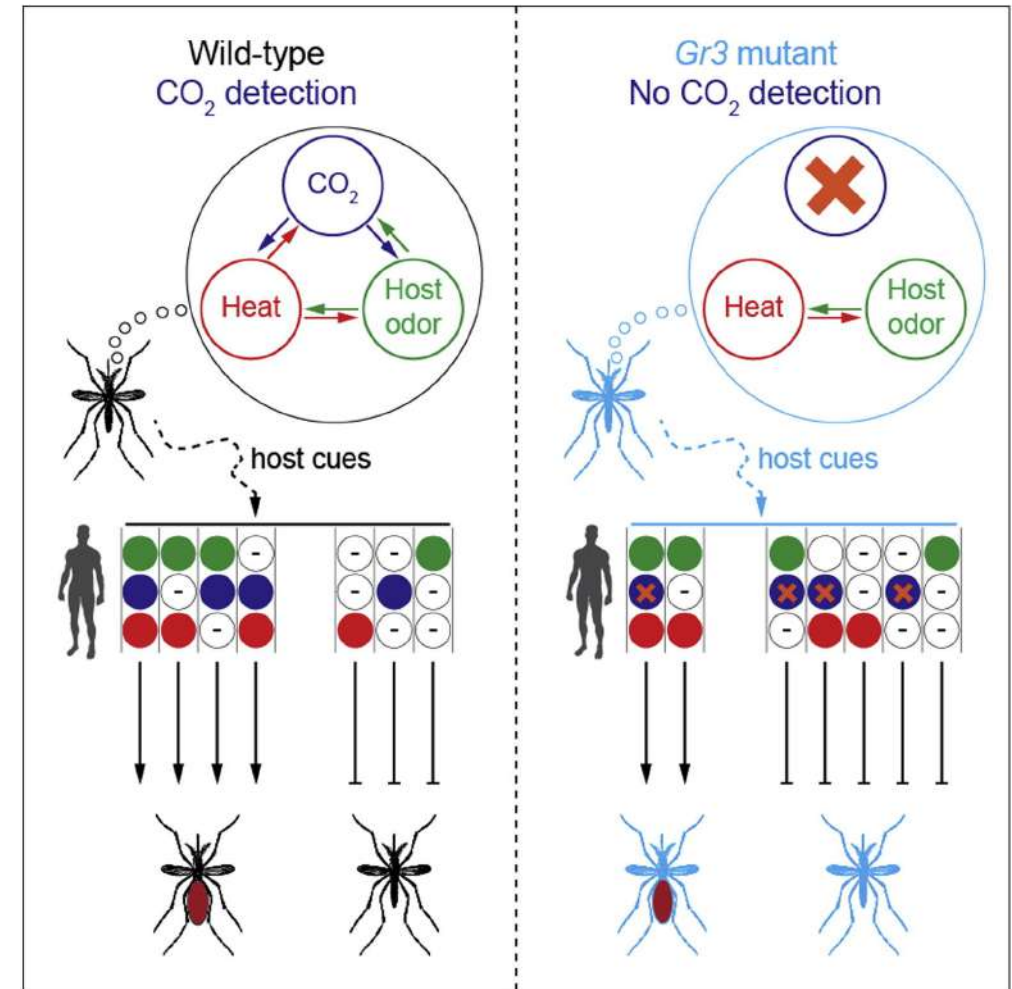 Wild-type
CO₂ detection
CO₂
Heat
Host
odor
host cues
- 
- - -
- - -
- - -
Gr3 mutant
No CO₂ detection
Heat
Host
odor
host cues
- -
- - -
-